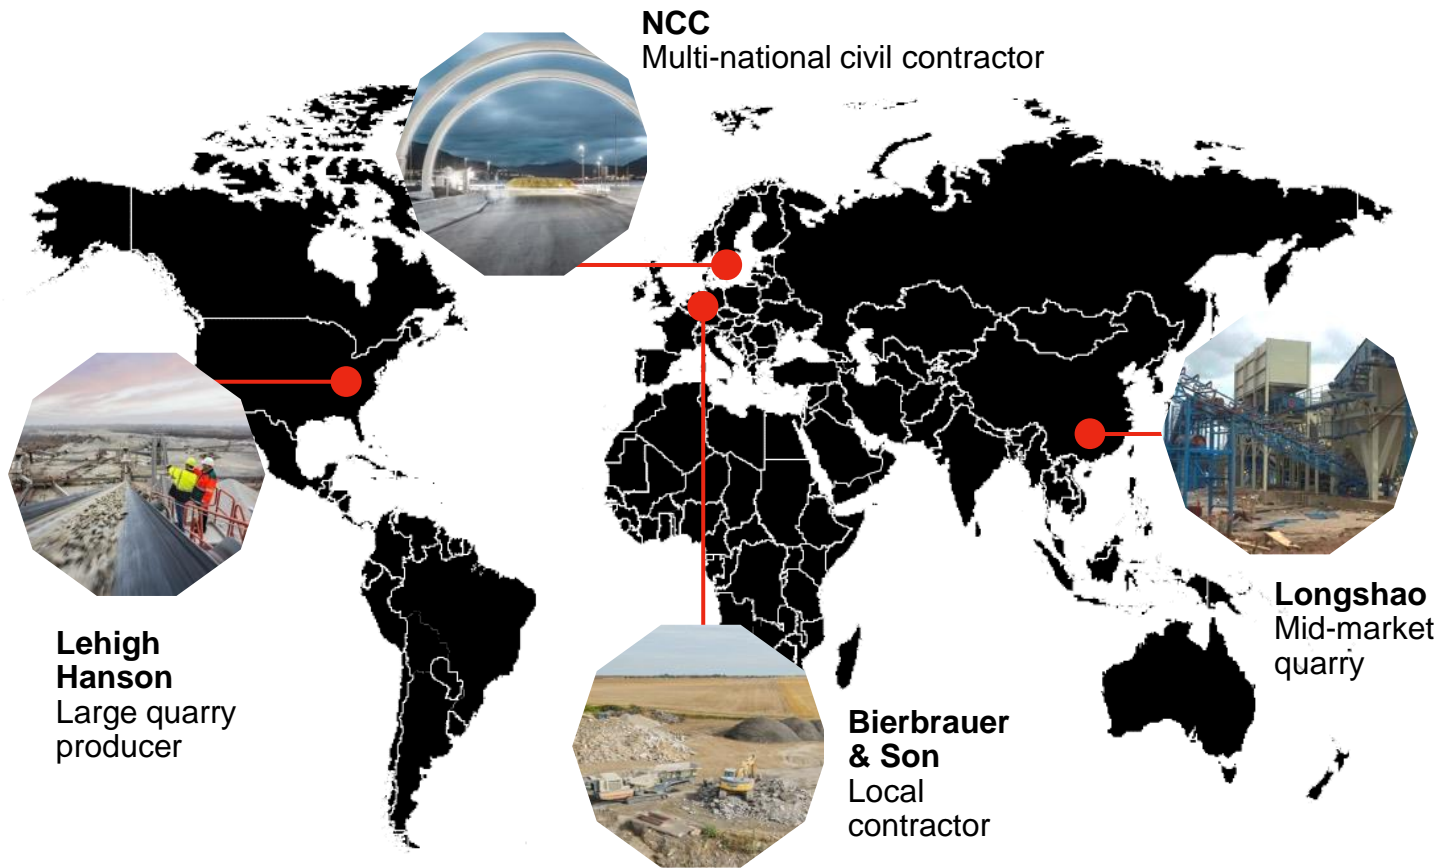 NCC
Multi-national civil contractor
Lehigh
Hanson
Large quarry
producer
Bierbrauer
& Son
Local
contractor
Longshao
Mid-market
quarry